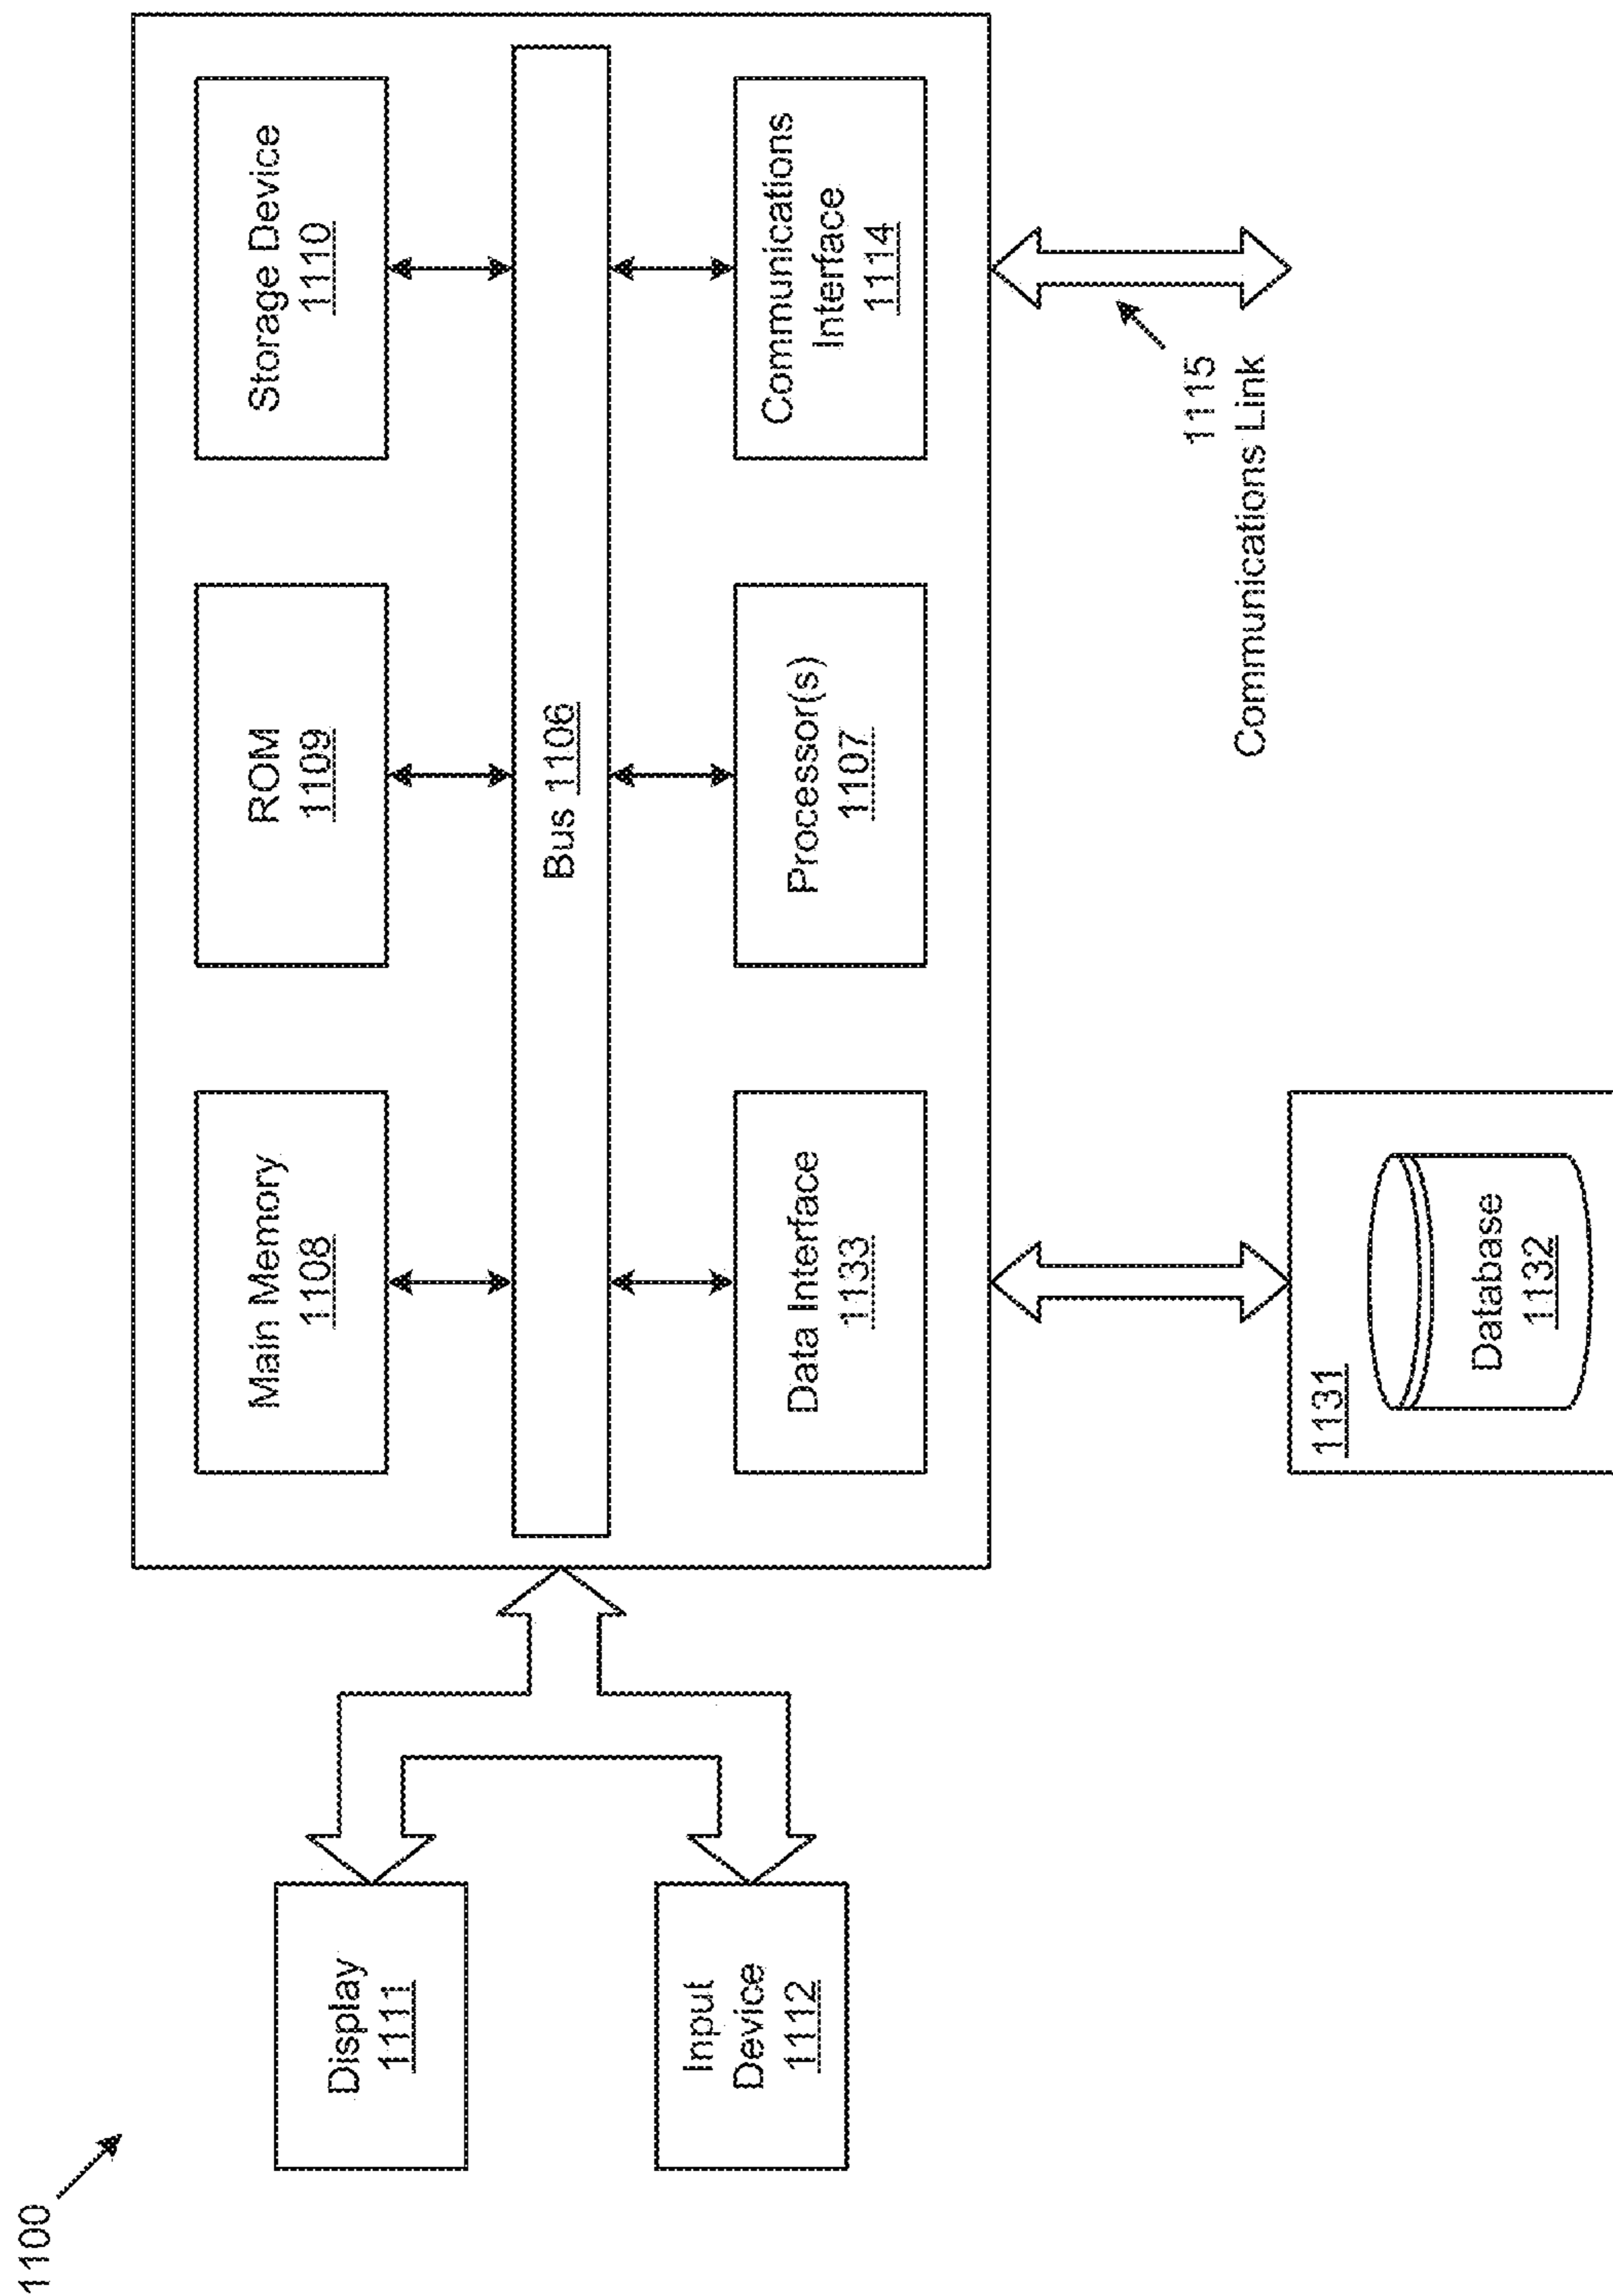 1100
Main Memory
1108
ROM
1109
Storage Device
1110
Display
1111
Bus 1106
Input
Device
1112
Data Interface
1133
Processor(s)
1107
Communications
Interface
1114
1115
Communications Link
1131
Database
1132